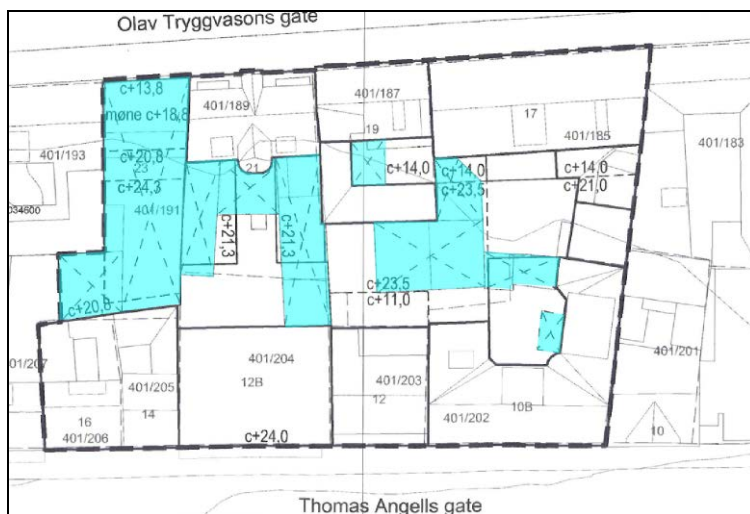 Olav Tryggvasons gate
c+13,8
401/189
401/187
17
møne c+18,8
19
401/185
401/183
401/193
c+20,8
23
21
c+14,0
c+14,0
c+14,0
c+24,3
c+23,5
c+21,0
034600
401/191
c+21,3
c+21,3
c+20,8
c+23,5
c+11,0
401/207
401/204
401/203
401/201
401/205
12B
12
10B
16
14
401/202
10
401/206
c+24,0
Thomas Angells gate